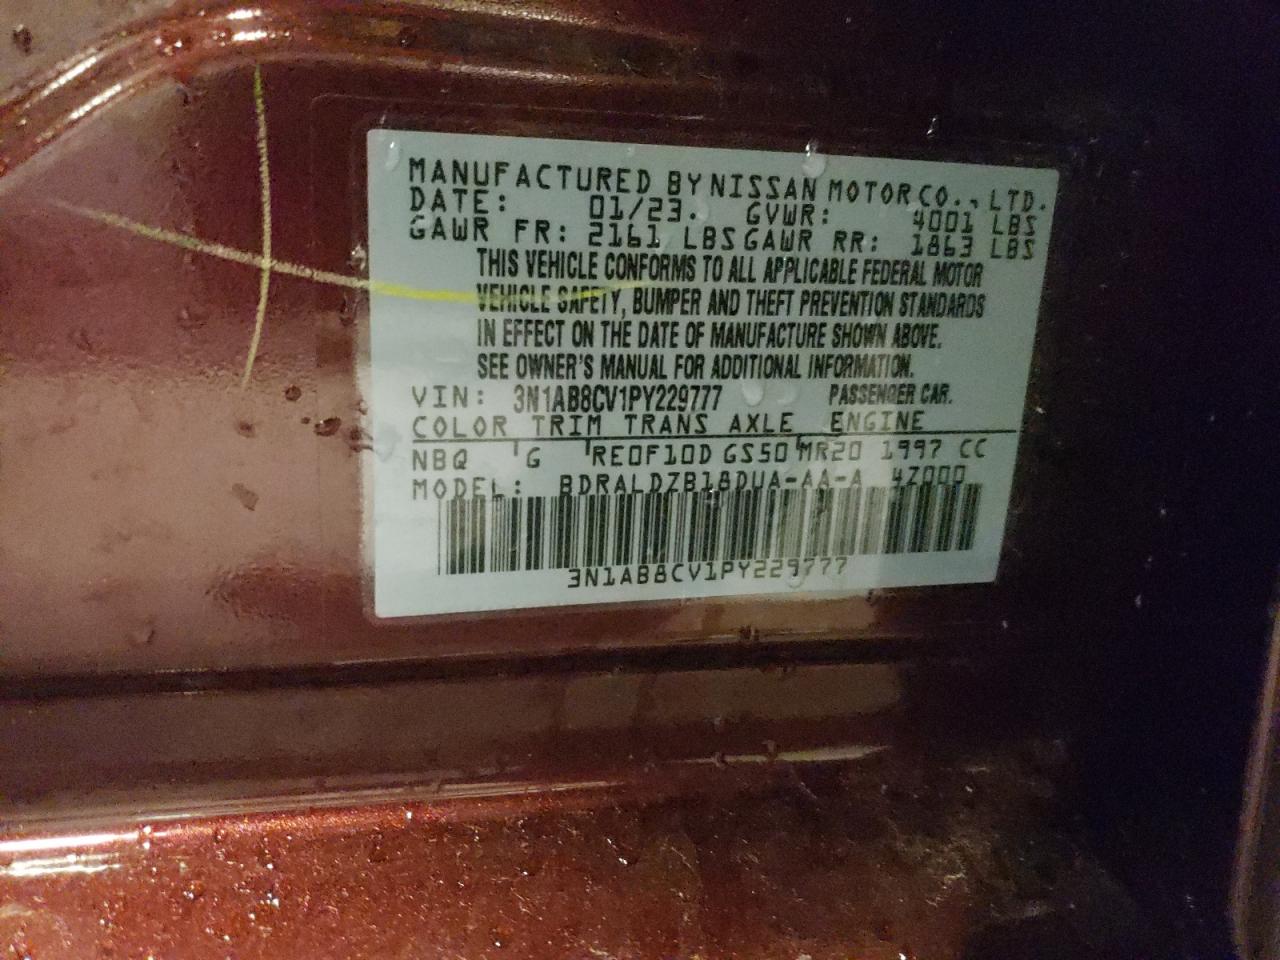 MANUFACTURED BY NISSAN MOTOR CO., LTD.
DATE: 01/23. GVWR: 4001 LBS
GAWR FR: 2161 LBS GAWR RR: 1863 LBS
THIS VEHICLE CONFORMS TO ALL APPLICABLE FEDERAL MOTOR
VEHICLE SAFETY, BUMPER AND THEFT PREVENTION STANDARDS
IN EFFECT ON THE DATE OF MANUFACTURE SHOWN ABOVE.
SEE OWNER'S MANUAL FOR ADDITIONAL INFORMATION.
VIN: 3N1AB8CV1PY229777 PASSENGER CAR.
COLOR TRIM TRANS AXLE ENGINE
NBQ G RE0F10D GS50 MR20 1997 CC
MODEL: BDRALDZB18DUA-AA-A 4Z000
3N1AB8CV1PY229777